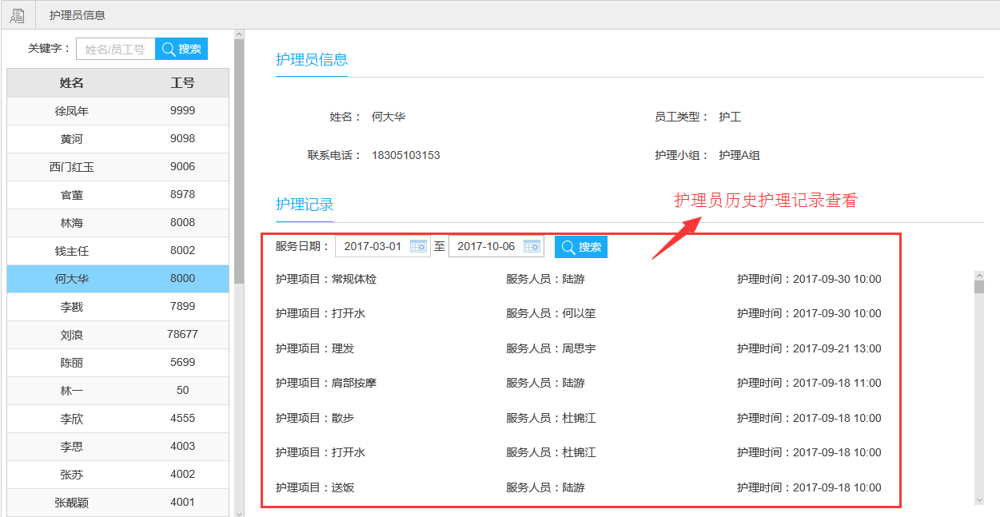 护理员信息
关键字： 姓名/员工号 搜索
姓名 工号
徐凤年 9999
黄河 9098
西门红玉 9006
官董 8978
林海 8008
钱主任 8002
何大华 8000
李戡 7899
刘浪 78677
陈丽 5699
林一 50
李欣 4555
李思 4003
张苏 4002
张靓颖 4001
护理员信息
姓名： 何大华 员工类型： 护工
联系电话： 18305103153 护理小组： 护理A组
护理记录
护理员历史护理记录查看
服务日期： 2017-03-01 至 2017-10-06 搜索
护理项目：常规体检 服务人员：陆游 护理时间：2017-09-30 10:00
护理项目：打开水 服务人员：何以笙 护理时间：2017-09-30 10:00
护理项目：理发 服务人员：周思宇 护理时间：2017-09-21 13:00
护理项目：肩部按摩 服务人员：陆游 护理时间：2017-09-18 11:00
护理项目：散步 服务人员：杜锦江 护理时间：2017-09-18 10:00
护理项目：打开水 服务人员：杜锦江 护理时间：2017-09-18 10:00
护理项目：送饭 服务人员：陆游 护理时间：2017-09-18 10:00